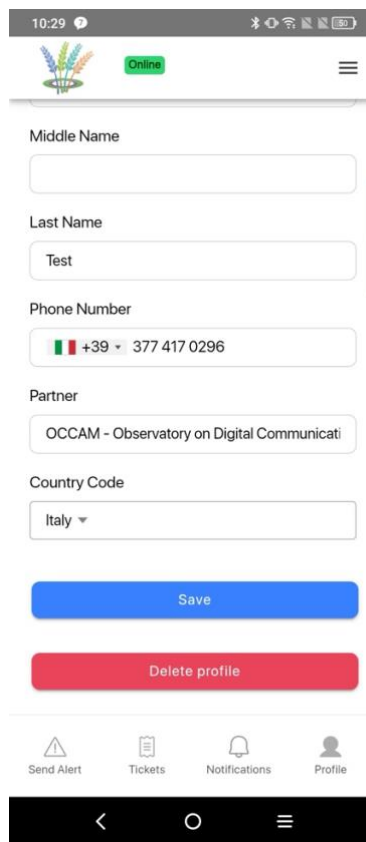 10:29
Online
Middle Name
Last Name
Test
Phone Number
+39 377 417 0296
Partner
OCCAM - Observatory on Digital Communicati
Country Code
Italy
Save
Delete profile
Send Alert Tickets Notifications Profile